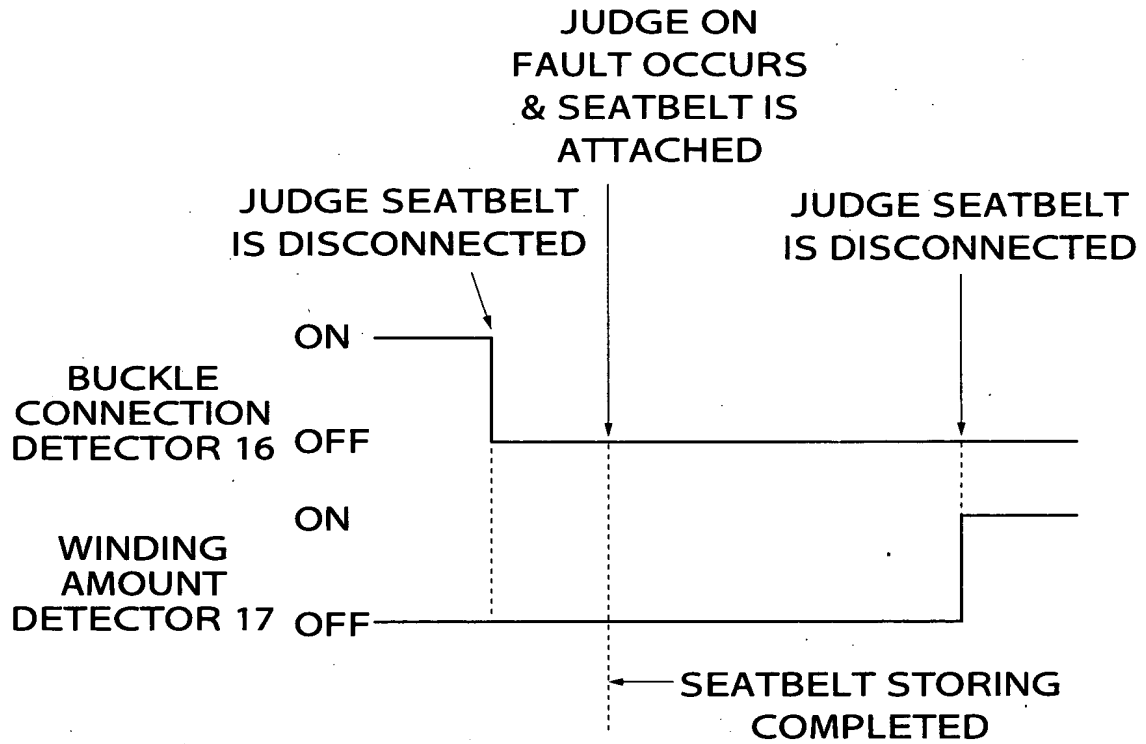 JUDGE ON
FAULT OCCURS
& SEATBELT IS
ATTACHED
JUDGE SEATBELT
IS DISCONNECTED
JUDGE SEATBELT
IS DISCONNECTED
ON
BUCKLE
CONNECTION
DETECTOR 16
OFF
ON
WINDING
AMOUNT
DETECTOR 17
OFF
SEATBELT STORING
COMPLETED